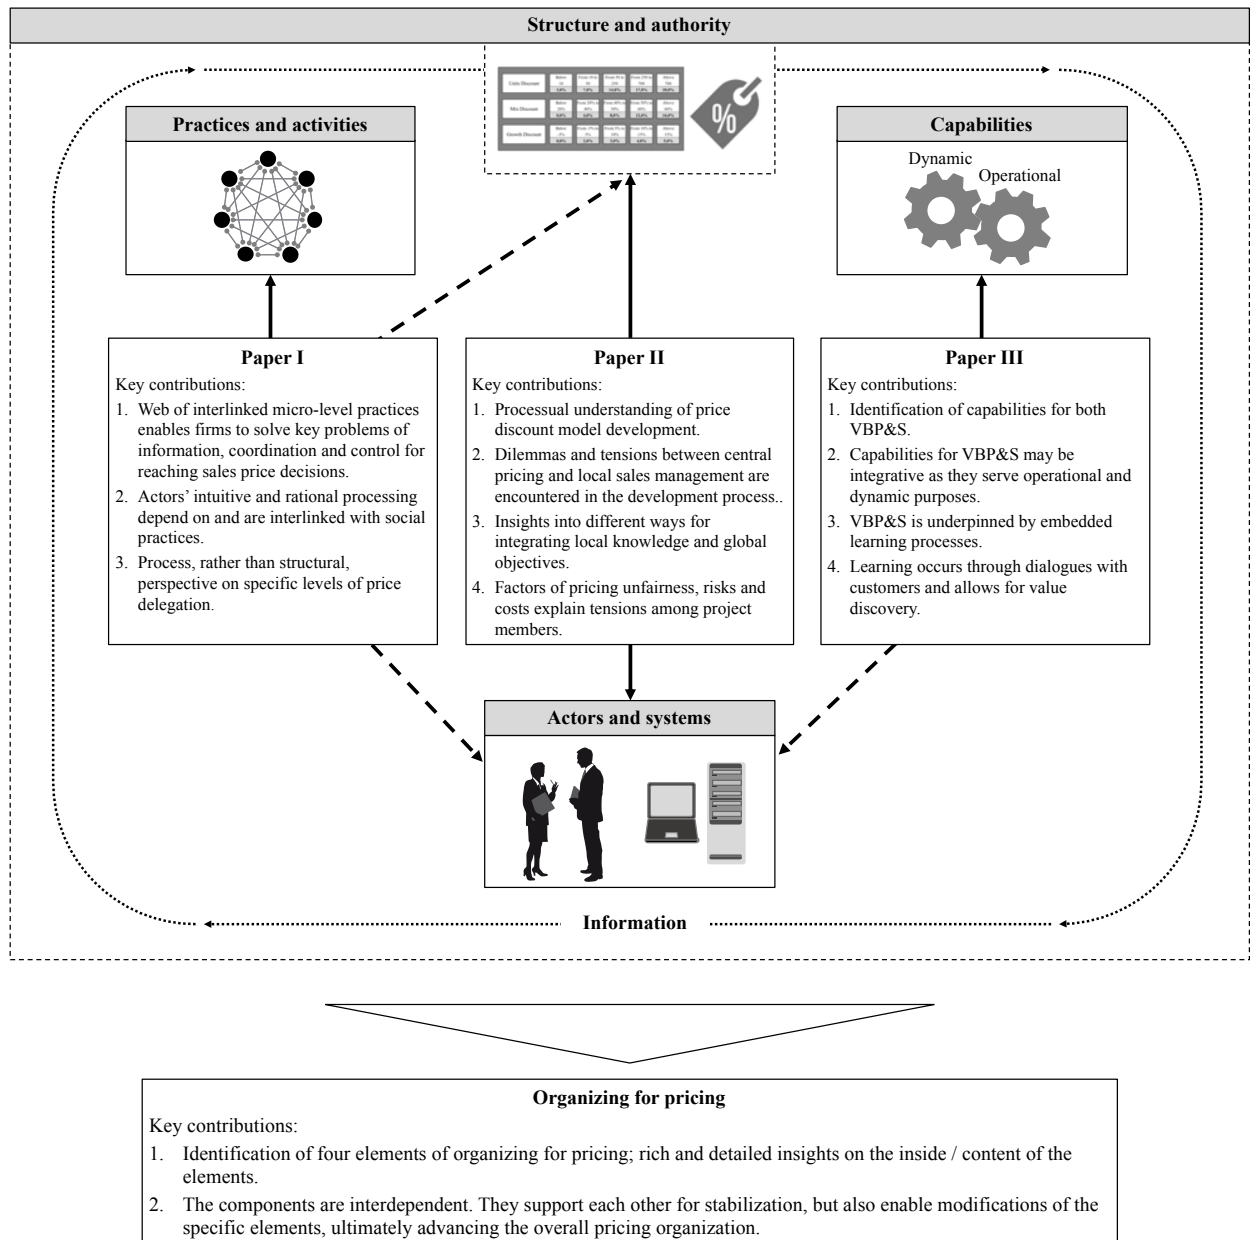 Structure and authority
Units Discount
Mix Discount
Growth Discount
%
Practices and activities
Capabilities
Dynamic
Operational
Paper I
Key contributions:
1. Web of interlinked micro-level practices
enables firms to solve key problems of
information, coordination and control for
reaching sales price decisions.
2. Actors' intuitive and rational processing
depend on and are interlinked with social
practices.
3. Process, rather than structural,
perspective on specific levels of price
delegation.
Paper II
Key contributions:
1. Processual understanding of price
discount model development.
2. Dilemmas and tensions between central
pricing and local sales management are
encountered in the development process..
3. Insights into different ways for
integrating local knowledge and global
objectives.
4. Factors of pricing unfairness, risks and
costs explain tensions among project
members.
Paper III
Key contributions:
1. Identification of capabilities for both
VBP&S.
2. Capabilities for VBP&S may be
integrative as they serve operational and
dynamic purposes.
3. VBP&S is underpinned by embedded
learning processes.
4. Learning occurs through dialogues with
customers and allows for value
discovery.
Actors and systems
Information
Organizing for pricing
Key contributions:
1. Identification of four elements of organizing for pricing; rich and detailed insights on the inside / content of the
elements.
2. The components are interdependent. They support each other for stabilization, but also enable modifications of the
specific elements, ultimately advancing the overall pricing organization.